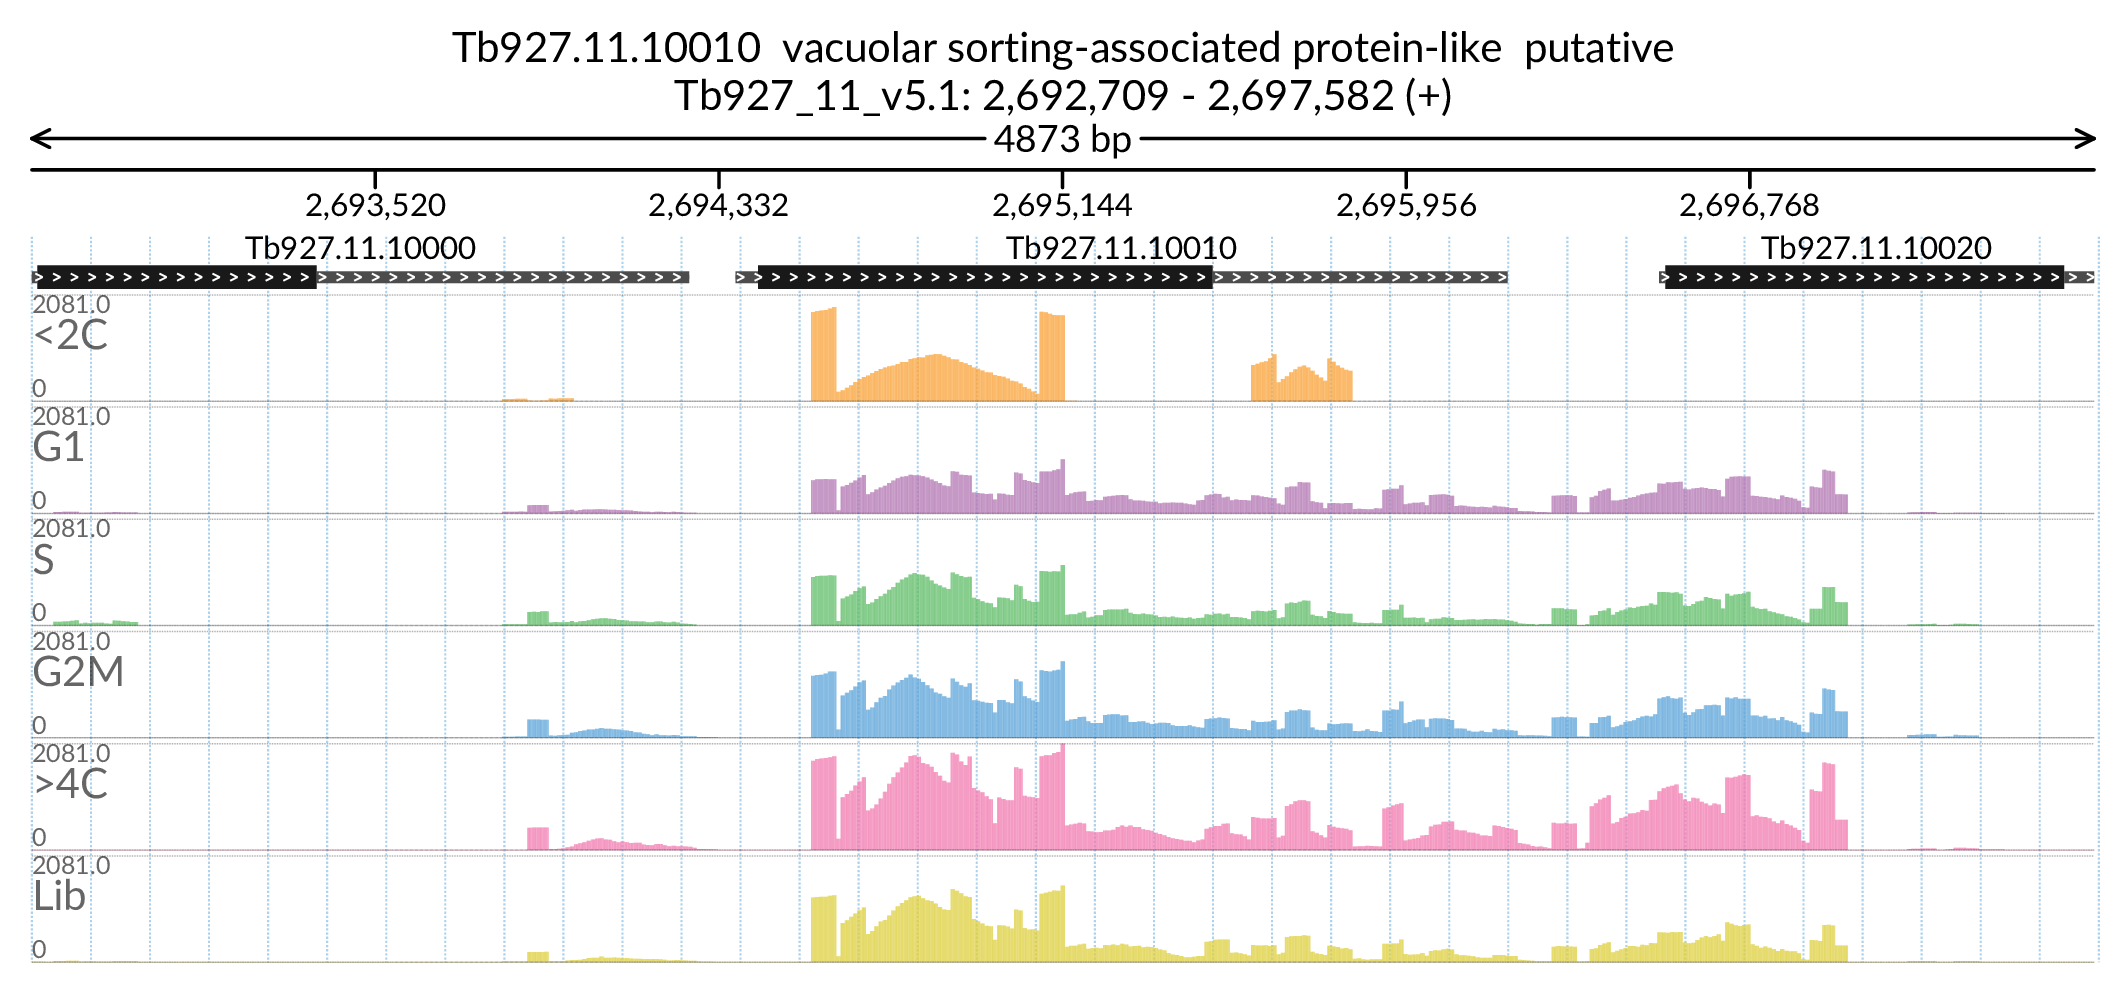 Tb927.11.10010  vacuolar sorting-associated protein-like  putative
Tb927_11_v5.1: 2,692,709 - 2,697,582 (+)
4873 bp
2,693,520 2,694,332 2,695,144 2,695,956 2,696,768
Tb927.11.10000 Tb927.11.10010 Tb927.11.10020
2081.0
<2C
0
2081.0
G1
0
2081.0
S
0
2081.0
G2M
0
2081.0
>4C
0
2081.0
Lib
0